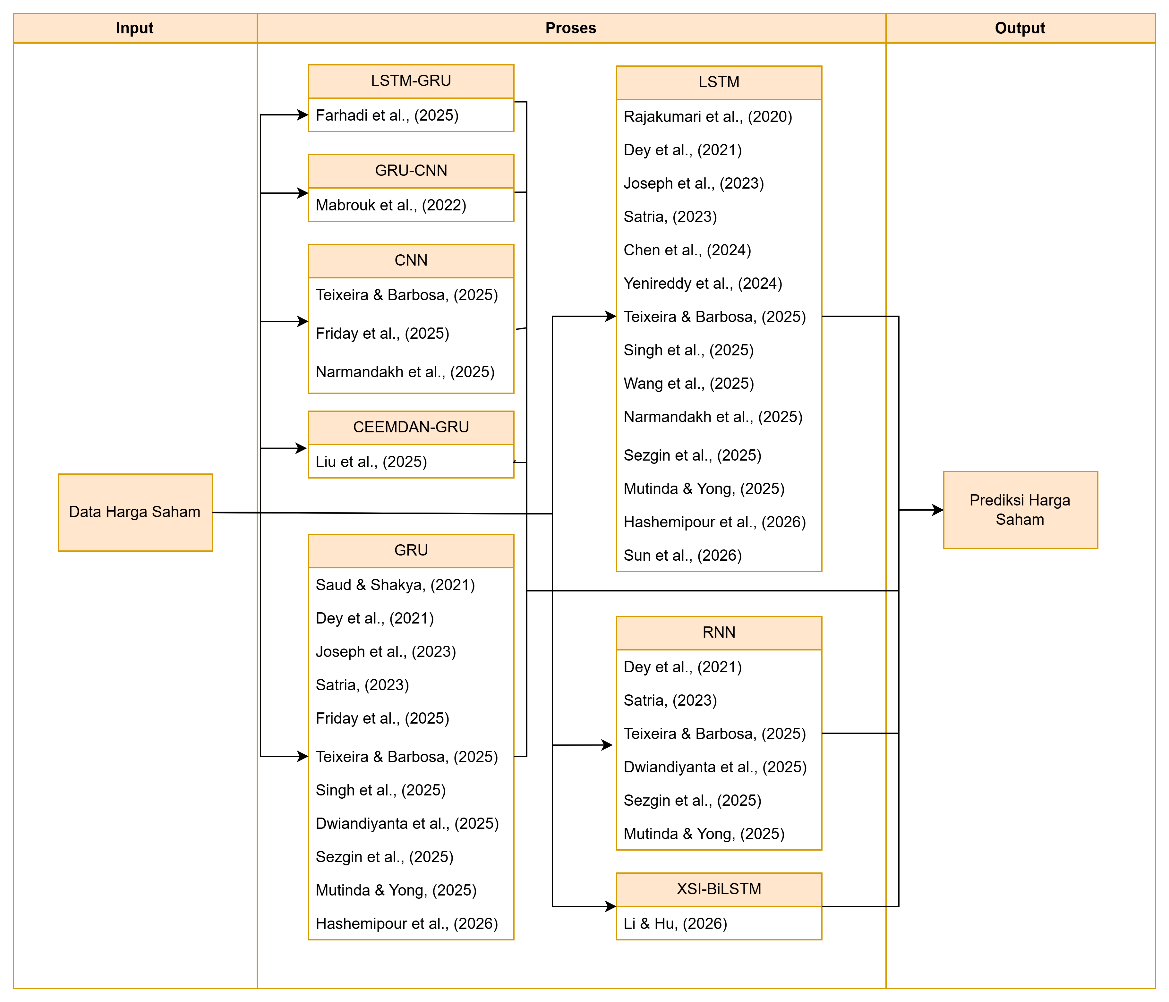 Input
Proses
Output
LSTM-GRU
Farhadi et al., (2025)
GRU-CNN
Mabrouk et al., (2022)
CNN
Teixeira & Barbosa, (2025)
Friday et al., (2025)
Narmandakh et al., (2025)
CEEMDAN-GRU
Liu et al., (2025)
Data Harga Saham
GRU
Saud & Shakya, (2021)
Dey et al., (2021)
Joseph et al., (2023)
Satria, (2023)
Friday et al., (2025)
Teixeira & Barbosa, (2025)
Singh et al., (2025)
Dwiandiyanta et al., (2025)
Sezgin et al., (2025)
Mutinda & Yong, (2025)
Hashemipour et al., (2026)
LSTM
Rajakumari et al., (2020)
Dey et al., (2021)
Joseph et al., (2023)
Satria, (2023)
Chen et al., (2024)
Yenireddy et al., (2024)
Teixeira & Barbosa, (2025)
Singh et al., (2025)
Wang et al., (2025)
Narmandakh et al., (2025)
Sezgin et al., (2025)
Mutinda & Yong, (2025)
Hashemipour et al., (2026)
Sun et al., (2026)
RNN
Dey et al., (2021)
Satria, (2023)
Teixeira & Barbosa, (2025)
Dwiandiyanta et al., (2025)
Sezgin et al., (2025)
Mutinda & Yong, (2025)
XSI-BiLSTM
Li & Hu, (2026)
Prediksi Harga
Saham